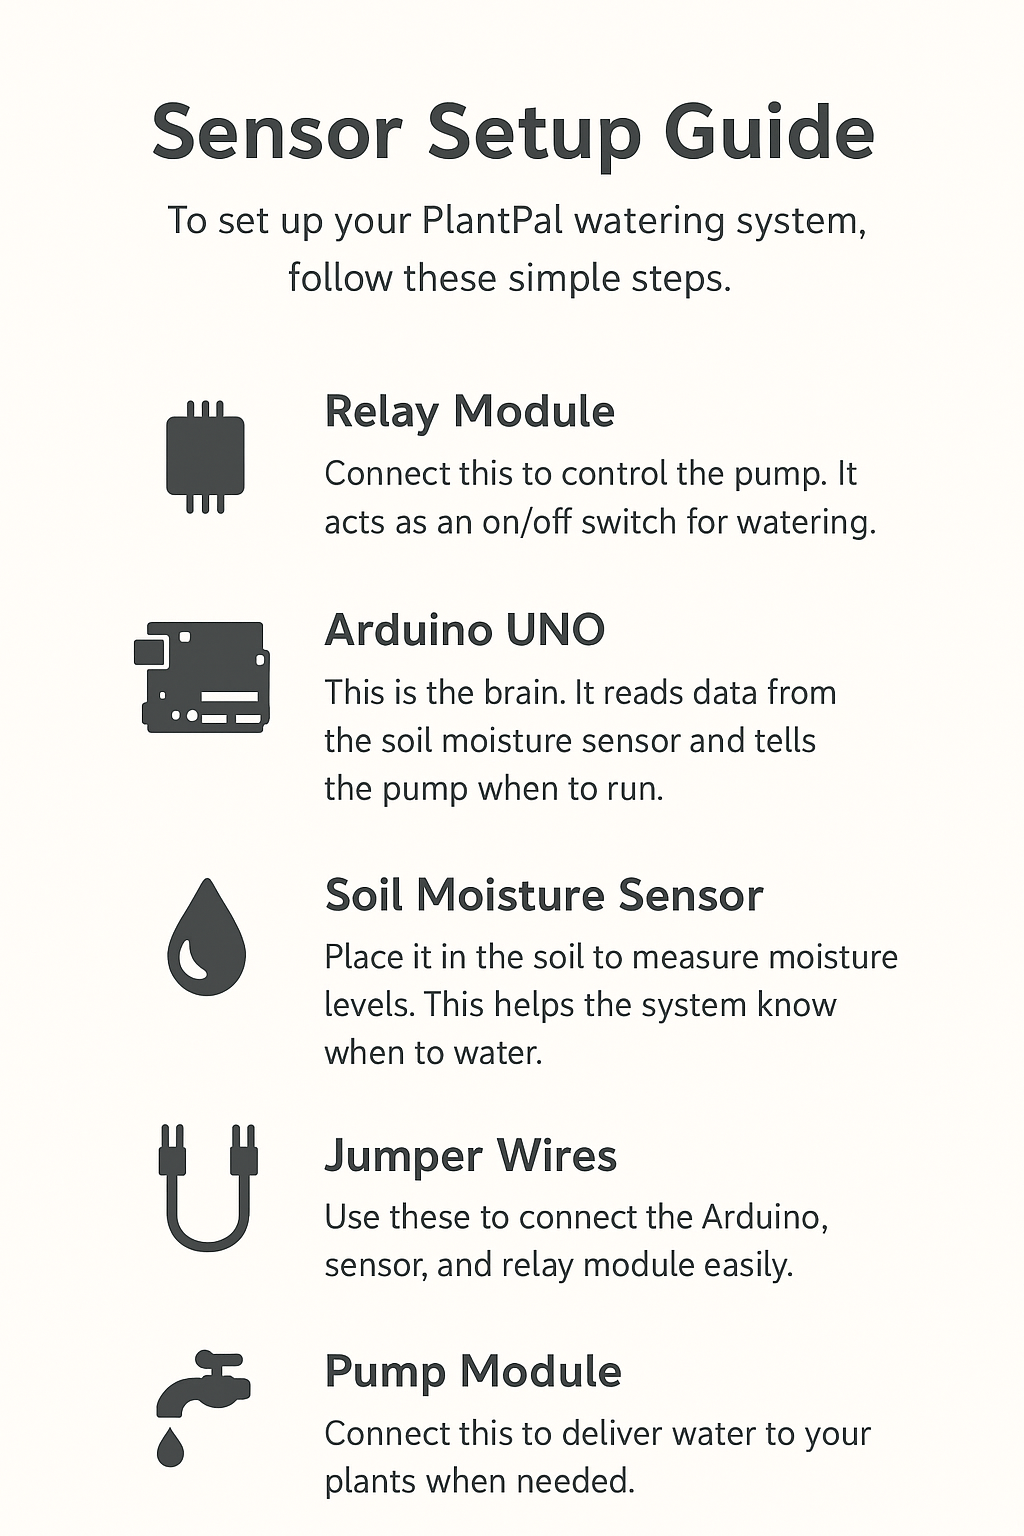 Sensor Setup Guide
To set up your PlantPal watering system,
follow these simple steps.
Relay Module
Connect this to control the pump. It
acts as an on/off switch for watering.
Arduino UNO
This is the brain. It reads data from
the soil moisture sensor and tells
the pump when to run.
Soil Moisture Sensor
Place it in the soil to measure moisture
levels. This helps the system know
when to water.
Jumper Wires
Use these to connect the Arduino,
sensor, and relay module easily.
Pump Module
Connect this to deliver water to your
plants when needed.